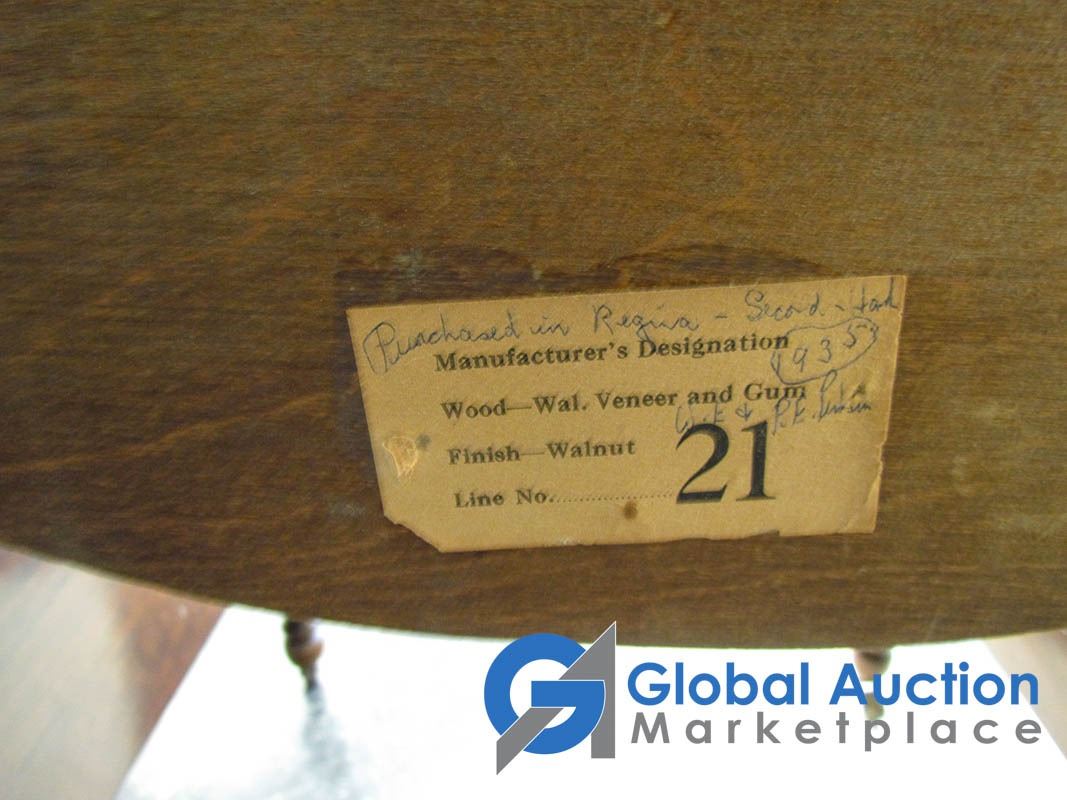 Purchased in Regina - Second - Hand
Manufacturer's Designation
1935
Wood—Wal. Veneer and Gum
&
Finish—Walnut
Line No. 21
Global Auction
Marketplace